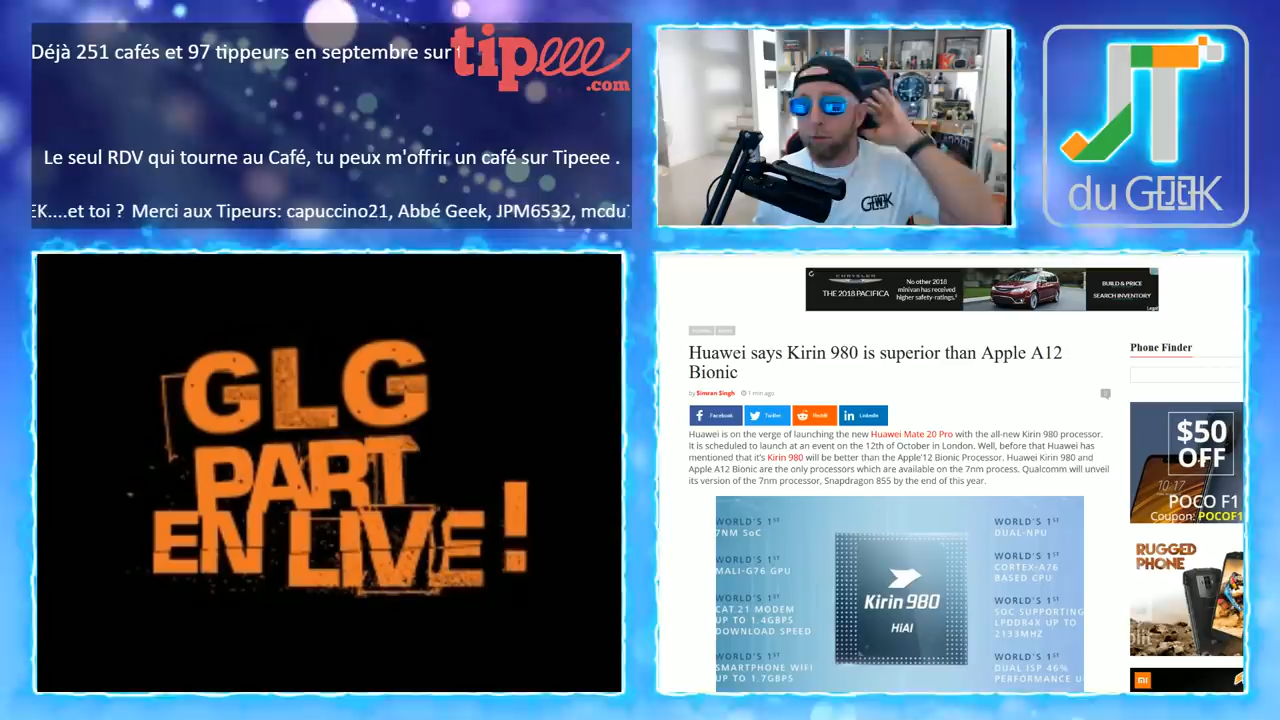 Déjà 251 cafés et 97 tippeurs en septembre sur
tipeee
.com
Le seul RDV qui tourne au Café, tu peux m'offrir un café sur Tipeee .
EK....et toi ? Merci aux Tipeurs: capuccino21, Abbé Geek, JPM6532, mcdu
GEEK
JT
du GEEK
GLG
PART
EN LIVE !
CHRYSLER
THE 2018 PACIFICA
No other 2018
minivan has received
higher safety-ratings.
BUILD & PRICE
SEARCH INVENTORY
Legal
Huawei says Kirin 980 is superior than Apple A12
Bionic
by Simran Singh 1 min ago
Facebook Twitter Reddit Linkedin
Huawei is on the verge of launching the new Huawei Mate 20 Pro with the all-new Kirin 980 processor.
It is scheduled to launch at an event on the 12th of October in London. Well, before that Huawei has
mentioned that it's Kirin 980 will be better than the Apple'12 Bionic Processor. Huawei Kirin 980 and
Apple A12 Bionic are the only processors which are available on the 7nm process. Qualcomm will unveil
its version of the 7nm processor, Snapdragon 855 by the end of this year.
WORLD'S 1ST
7NM SOC
WORLD'S 1ST
MALI-G76 GPU
WORLD'S 1ST
CAT.21 MODEM
UP TO 1.4GBPS
DOWNLOAD SPEED
WORLD'S 1ST
SMARTPHONE WIFI
UP TO 1.7GBPS
Kirin 980
HiAI
WORLD'S 1ST
DUAL-NPU
WORLD'S 1ST
CORTEX-A76
BASED CPU
WORLD'S 1ST
SOC SUPPORTING
LPDDR4X UP TO
2133MHZ
WORLD'S 1ST
DUAL ISP 46%
PERFORMANCE U
Phone Finder
$50
OFF
10:17
POCO F1
Coupon: POCOF1
RUGGED
PHONE
MI